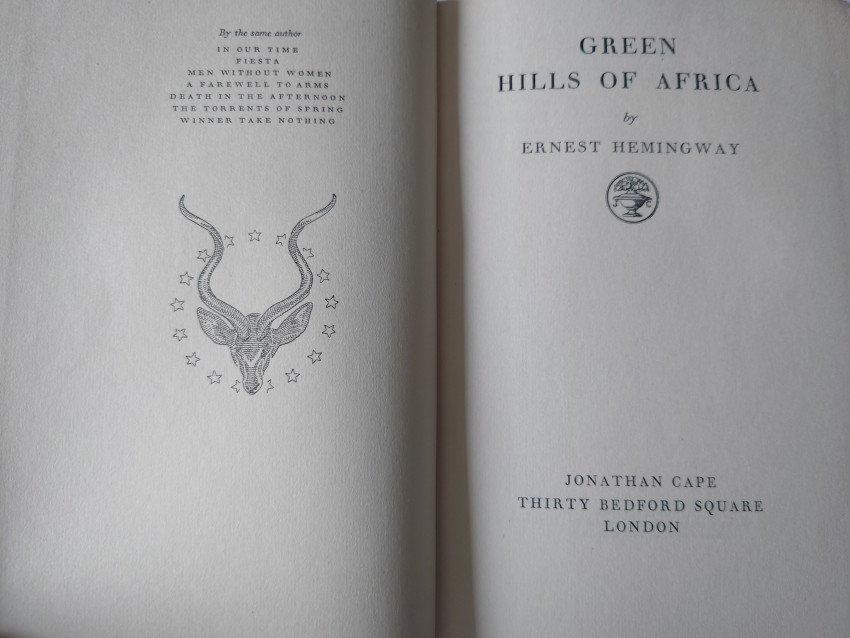 By the same author
IN OUR TIME
FIESTA
MEN WITHOUT WOMEN
A FAREWELL TO ARMS
DEATH IN THE AFTERNOON
THE TORRENTS OF SPRING
WINNER TAKE NOTHING
GREEN
HILLS OF AFRICA
by
ERNEST HEMINGWAY
J C
JONATHAN CAPE
THIRTY BEDFORD SQUARE
LONDON